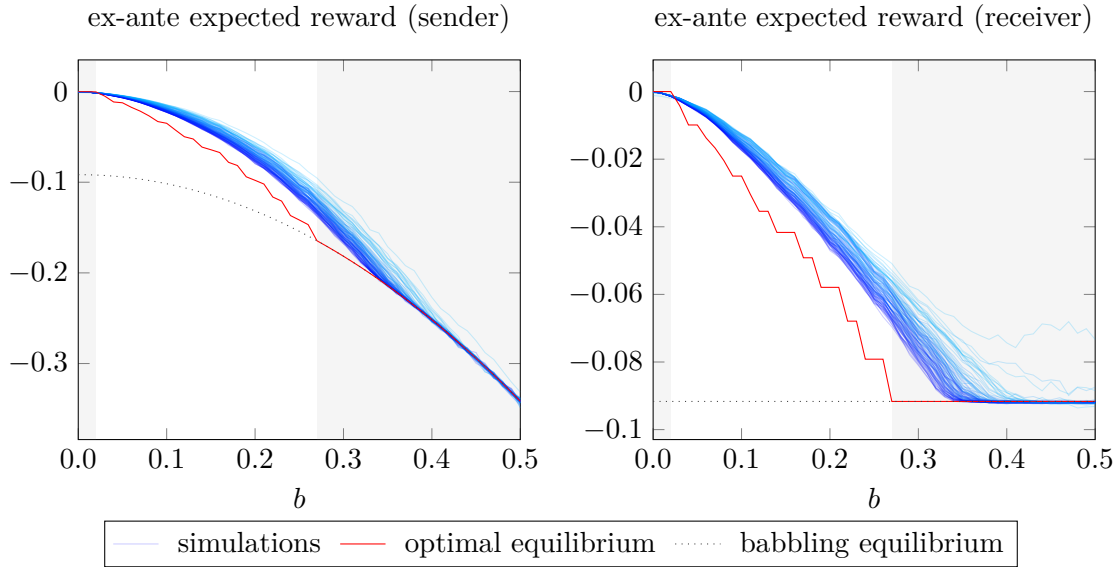 ex-ante expected reward (sender)
ex-ante expected reward (receiver)
0
−0.1
−0.2
−0.3
0.0 0.1 0.2 0.3 0.4 0.5
b
0
−0.02
−0.04
−0.06
−0.08
−0.1
0.0 0.1 0.2 0.3 0.4 0.5
b
simulations optimal equilibrium babbling equilibrium